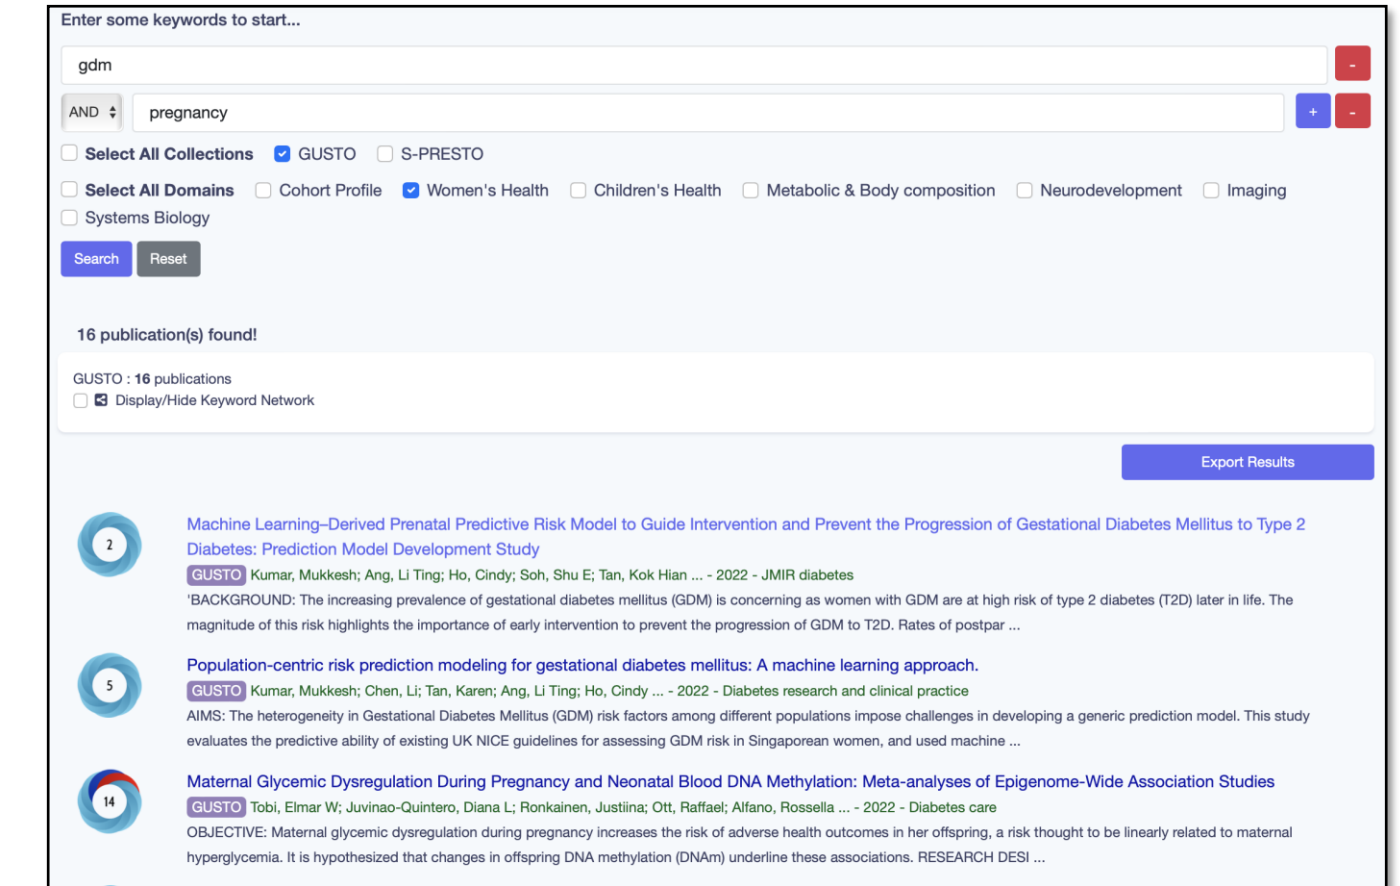 Enter some keywords to start...
gdm
-
AND pregnancy
+ -
Select All Collections GUSTO S-PRESTO
Select All Domains Cohort Profile Women's Health Children's Health Metabolic & Body composition Neurodevelopment Imaging
Systems Biology
Search Reset
16 publication(s) found!
GUSTO : 16 publications
Display/Hide Keyword Network
Export Results
2
Machine Learning–Derived Prenatal Predictive Risk Model to Guide Intervention and Prevent the Progression of Gestational Diabetes Mellitus to Type 2
Diabetes: Prediction Model Development Study
GUSTO Kumar, Mukkesh; Ang, Li Ting; Ho, Cindy; Soh, Shu E; Tan, Kok Hian ... - 2022 - JMIR diabetes
'BACKGROUND: The increasing prevalence of gestational diabetes mellitus (GDM) is concerning as women with GDM are at high risk of type 2 diabetes (T2D) later in life. The
magnitude of this risk highlights the importance of early intervention to prevent the progression of GDM to T2D. Rates of postpar ...
5
Population-centric risk prediction modeling for gestational diabetes mellitus: A machine learning approach.
GUSTO Kumar, Mukkesh; Chen, Li; Tan, Karen; Ang, Li Ting; Ho, Cindy ... - 2022 - Diabetes research and clinical practice
AIMS: The heterogeneity in Gestational Diabetes Mellitus (GDM) risk factors among different populations impose challenges in developing a generic prediction model. This study
evaluates the predictive ability of existing UK NICE guidelines for assessing GDM risk in Singaporean women, and used machine ...
14
Maternal Glycemic Dysregulation During Pregnancy and Neonatal Blood DNA Methylation: Meta-analyses of Epigenome-Wide Association Studies
GUSTO Tobi, Elmar W; Juvinao-Quintero, Diana L; Ronkainen, Justiina; Ott, Raffael; Alfano, Rossella ... - 2022 - Diabetes care
OBJECTIVE: Maternal glycemic dysregulation during pregnancy increases the risk of adverse health outcomes in her offspring, a risk thought to be linearly related to maternal
hyperglycemia. It is hypothesized that changes in offspring DNA methylation (DNAm) underline these associations. RESEARCH DESI ...